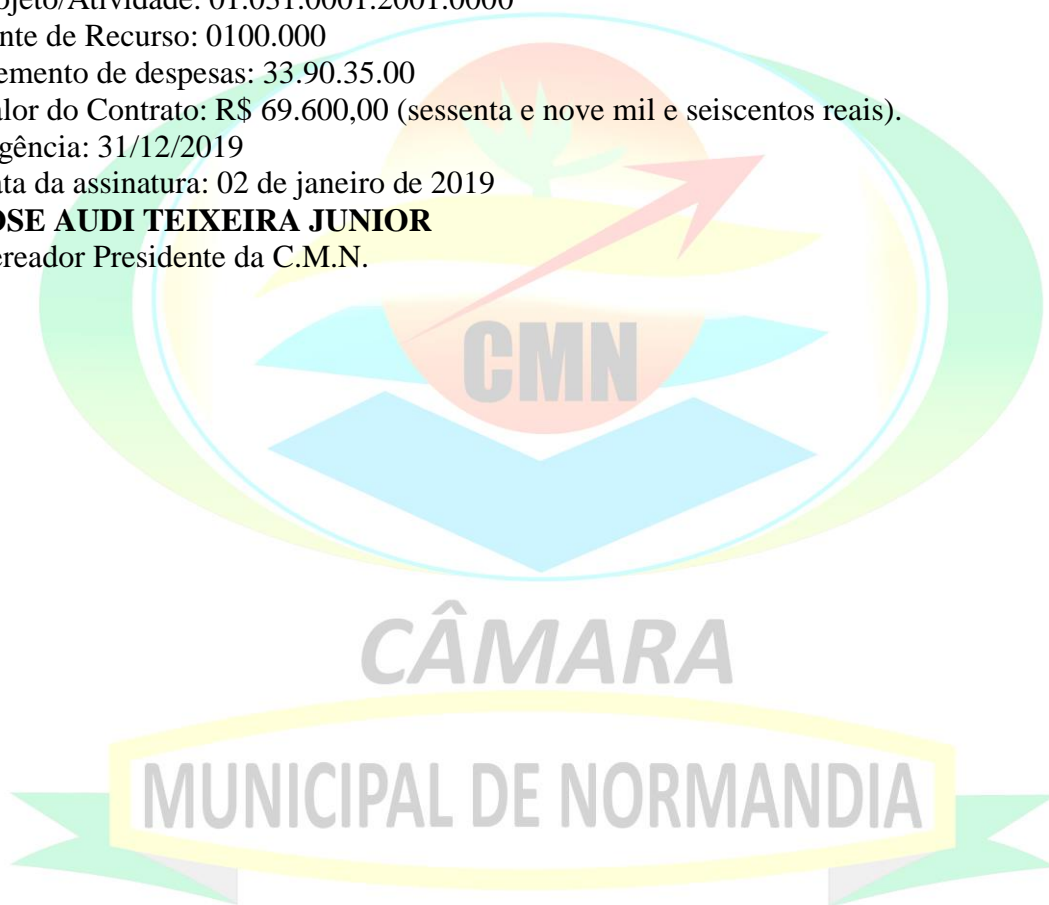 ojeto/Atividade: 01.031.0001.2001.0000
nte de Recurso: 0100.000
emento de despesas: 33.90.35.00
alor do Contrato: R$ 69.600,00 (sessenta e nove mil e seiscentos reais).
gência: 31/12/2019
ata da assinatura: 02 de janeiro de 2019
OSE AUDI TEIXEIRA JUNIOR
ereador Presidente da C.M.N.
CMN
CÂMARA
MUNICIPAL DE NORMANDIA